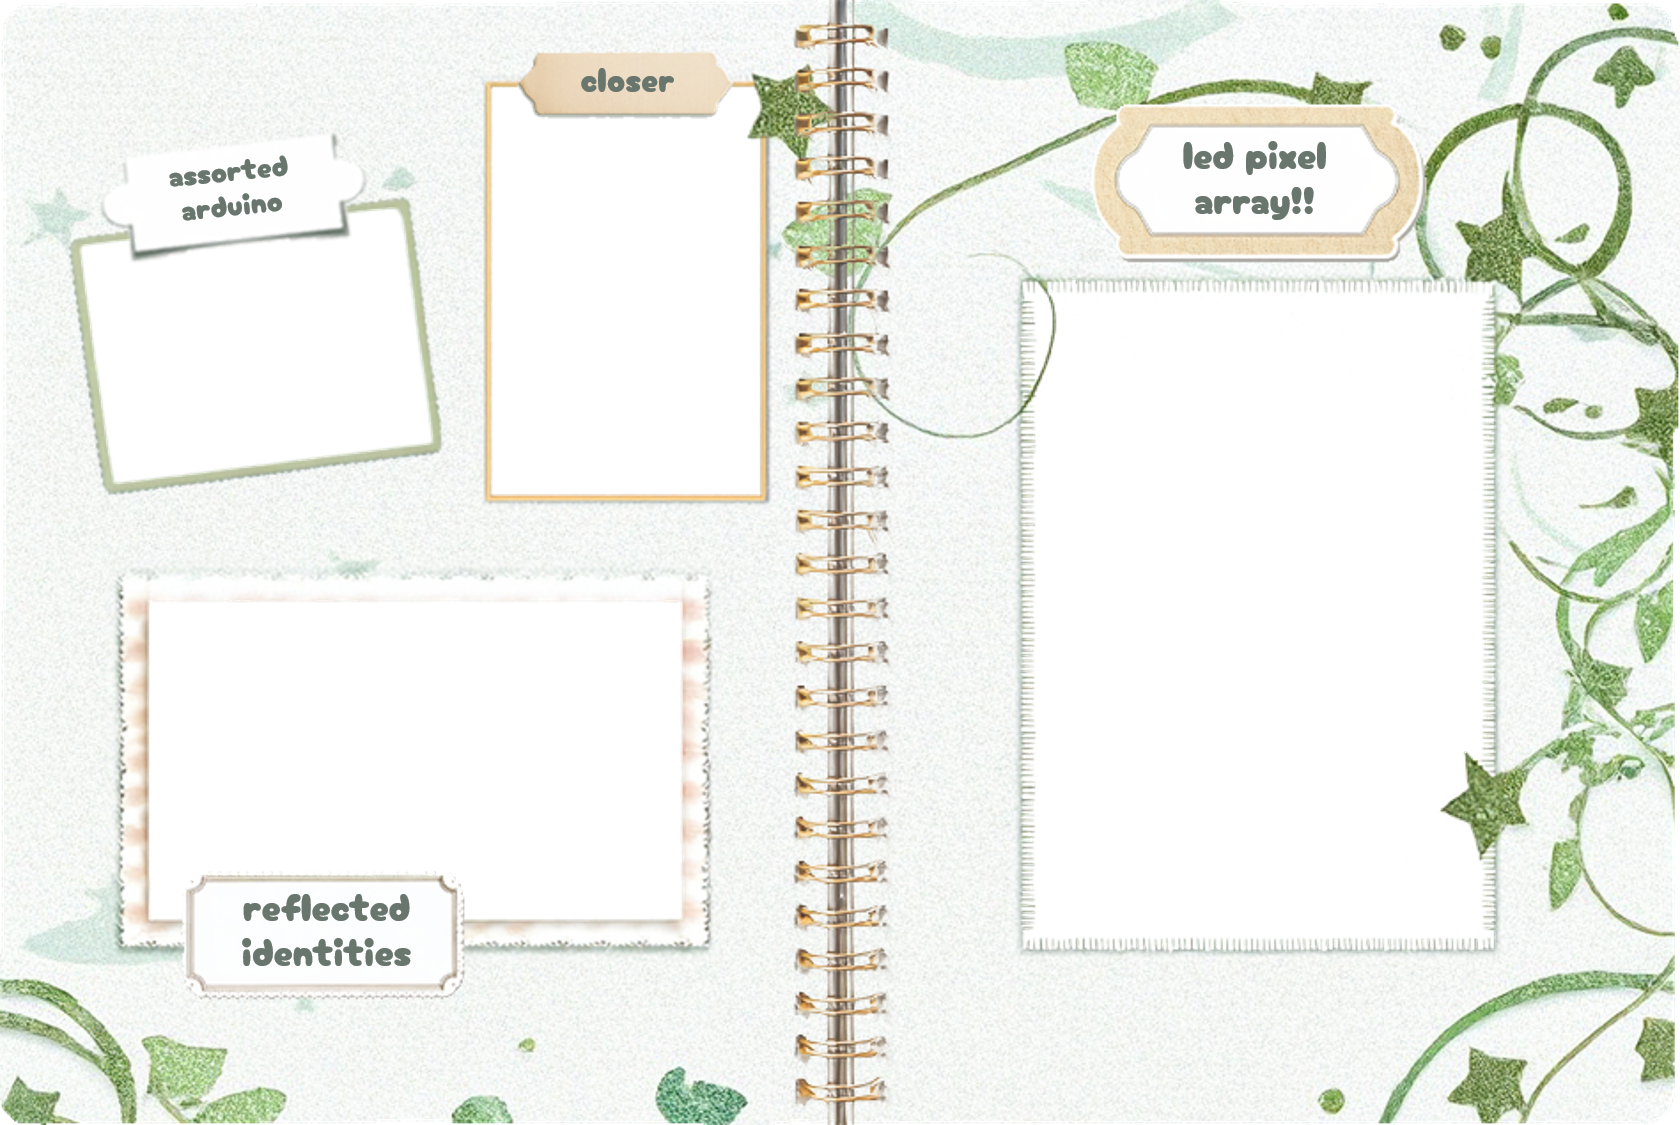 closer
assorted
arduino
led pixel
array!!
reflected
identities